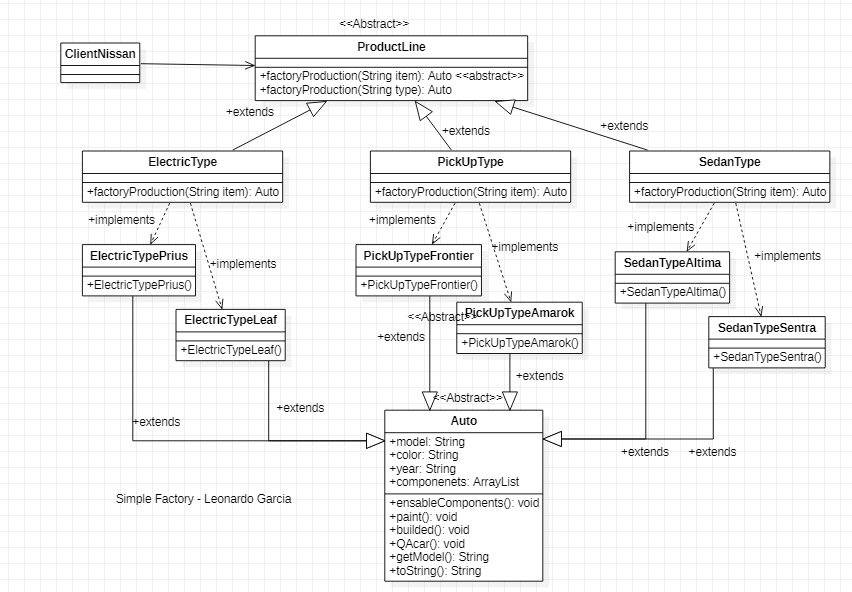 <<Abstract>>
ClientNissan
ProductLine
+factoryProduction(String item): Auto <<abstract>>
+factoryProduction(String type): Auto
+extends
+extends
+extends
ElectricType
+factoryProduction(String item): Auto
PickUpType
+factoryProduction(String item): Auto
SedanType
+factoryProduction(String item): Auto
+implements
+implements
+implements
+implements
+implements
+implements
ElectricTypePrius
+ElectricTypePrius()
PickUpTypeFrontier
+PickUpTypeFrontier()
SedanTypeAltima
+SedanTypeAltima()
ElectricTypeLeaf
+ElectricTypeLeaf()
<<Abstract>>
PickUpTypeAmarok
+PickUpTypeAmarok()
SedanTypeSentra
+SedanTypeSentra()
+extends
+extends
<<Abstract>>
+extends
+extends
+extends
+extends
Auto
+model: String
+color: String
+year: String
+componenets: ArrayList
+ensableComponents(): void
+paint(): void
+builded(): void
+QAcar(): void
+getModel(): String
+toString(): String
Simple Factory - Leonardo Garcia